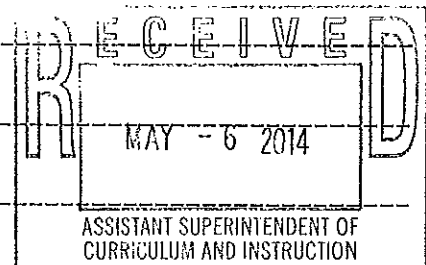 RECEIVED
MAY - 6 2014
ASSISTANT SUPERINTENDENT OF
CURRICULUM AND INSTRUCTION